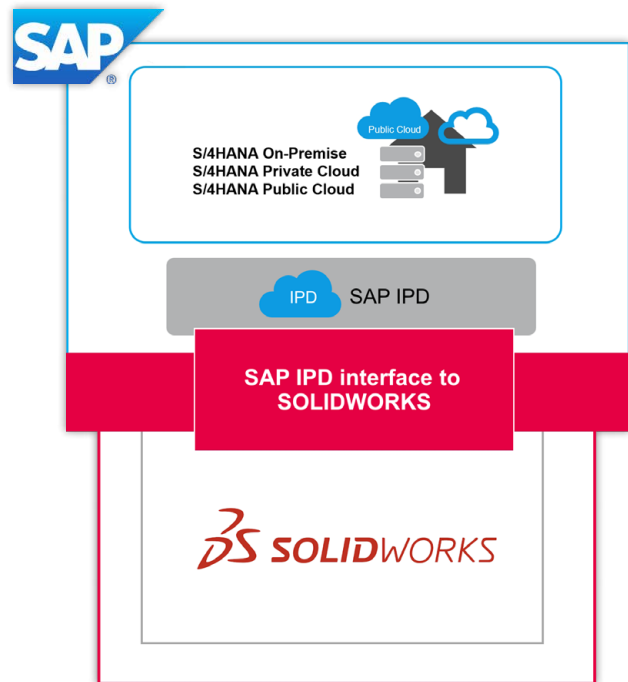 SAP
®
Public Cloud
S/4HANA On-Premise
S/4HANA Private Cloud
S/4HANA Public Cloud
IPD SAP IPD
SAP IPD interface to
SOLIDWORKS
DS SOLIDWORKS